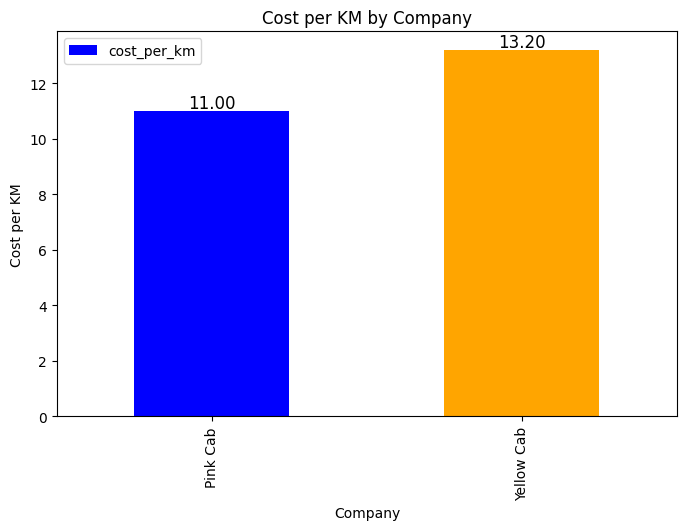 Cost per KM by Company
cost_per_km
11.00
13.20
Cost per KM
12
10
8
6
4
2
0
Pink Cab
Yellow Cab
Company